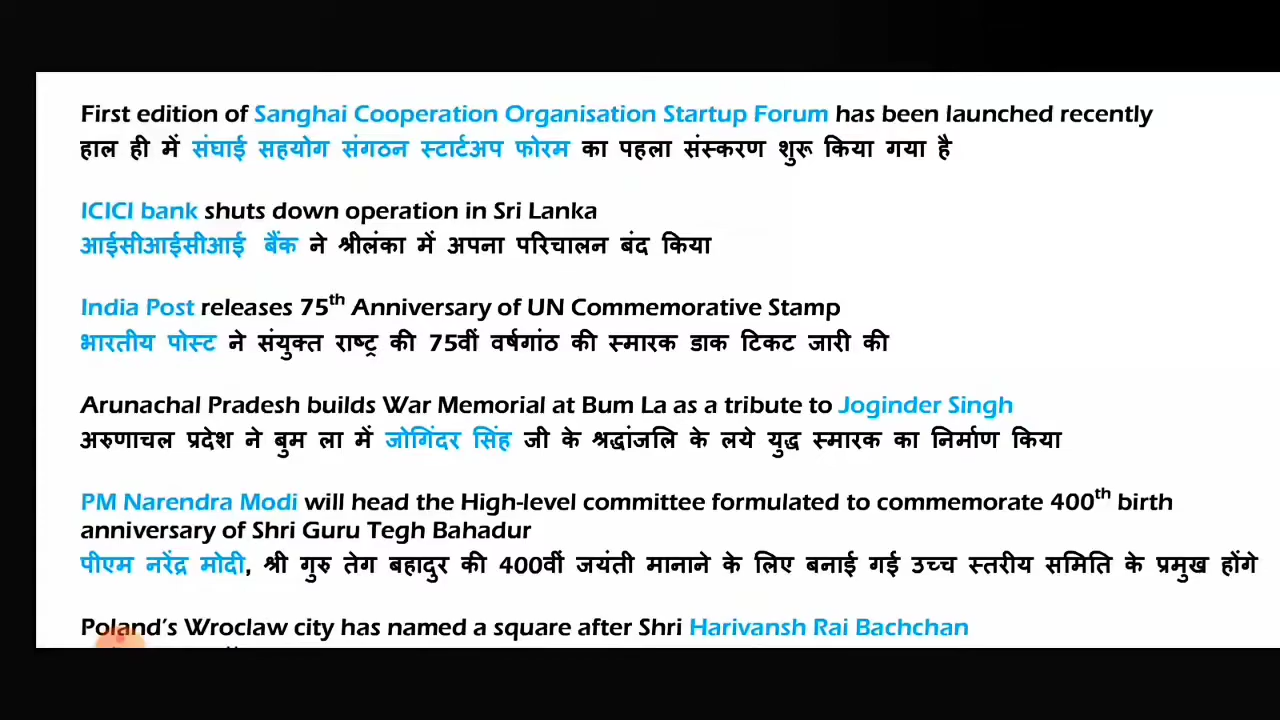 First edition of Sanghai Cooperation Organisation Startup Forum has been launched recently
हाल ही में संघाई सहयोग संगठन स्टार्टअप फोरम का पहला संस्करण शुरू किया गया है
ICICI bank shuts down operation in Sri Lanka
आईसीआईसीआई बैंक ने श्रीलंका में अपना परिचालन बंद किया
India Post releases 75th Anniversary of UN Commemorative Stamp
भारतीय पोस्ट ने संयुक्त राष्ट्र की 75वीं वर्षगांठ की स्मारक डाक टिकट जारी की
Arunachal Pradesh builds War Memorial at Bum La as a tribute to Joginder Singh
अरुणाचल प्रदेश ने बुम ला में जोगिंदर सिंह जी के श्रद्धांजलि के लये युद्ध स्मारक का निर्माण किया
PM Narendra Modi will head the High-level committee formulated to commemorate 400th birth
anniversary of Shri Guru Tegh Bahadur
पीएम नरेंद्र मोदी, श्री गुरु तेग बहादुर की 400वीं जयंती मानाने के लिए बनाई गई उच्च स्तरीय समिति के प्रमुख होंगे
Poland's Wroclaw city has named a square after Shri Harivansh Rai Bachchan